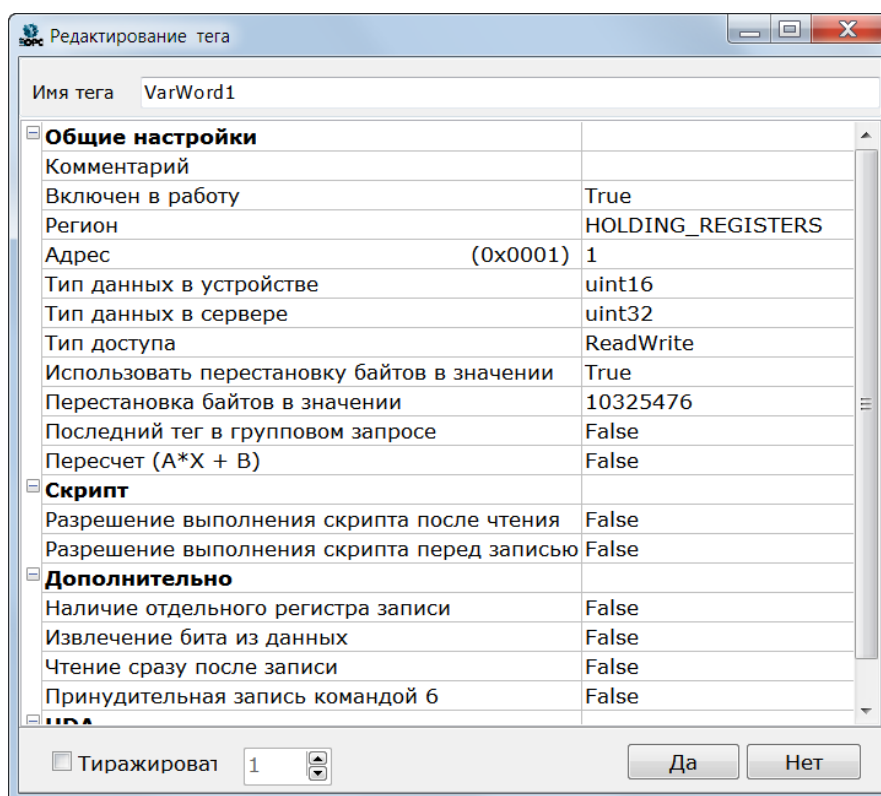 Редактирование тега
Имя тега VarWord1
Общие настройки
Комментарий
Включен в работу True
Регион HOLDING_REGISTERS
Адрес (0x0001) 1
Тип данных в устройстве uint16
Тип данных в сервере uint32
Тип доступа ReadWrite
Использовать перестановку байтов в значении True
Перестановка байтов в значении 10325476
Последний тег в групповом запросе False
Пересчет (A*X + B) False
Скрипт
Разрешение выполнения скрипта после чтения False
Разрешение выполнения скрипта перед записью False
Дополнительно
Наличие отдельного регистра записи False
Извлечение бита из данных False
Чтение сразу после записи False
Принудительная запись командой 6 False
HDA
Тиражироват 1 Да Нет